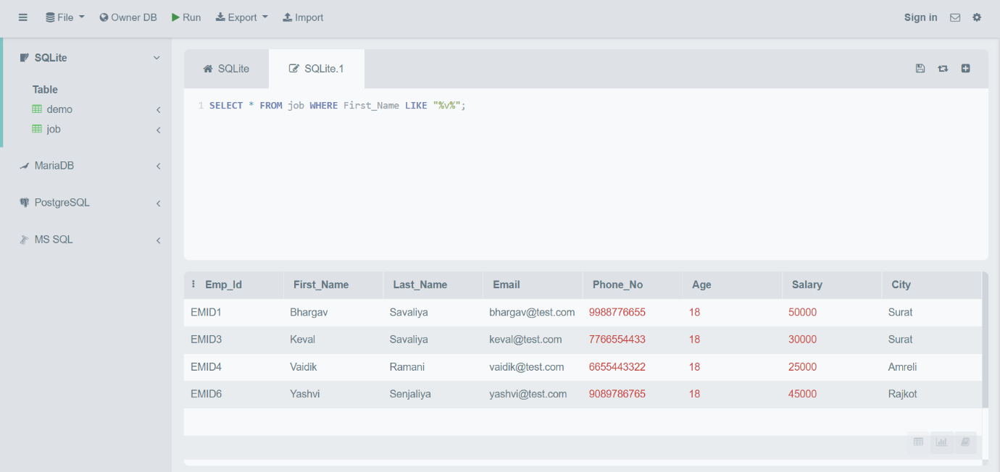 File Owner DB Run Export Import Sign in
SQLite
Table
demo
job
MariaDB
PostgreSQL
MS SQL
SQLite SQLite.1
1 SELECT * FROM job WHERE First_Name LIKE "%v%";
Emp_Id First_Name Last_Name Email Phone_No Age Salary City
EMID1 Bhargav Savaliya bhargav@test.com 9988776655 18 50000 Surat
EMID3 Keval Savaliya keval@test.com 7766554433 18 30000 Surat
EMID4 Vaidik Ramani vaidik@test.com 6655443322 18 25000 Amreli
EMID6 Yashvi Senjaliya yashvi@test.com 9089786765 18 45000 Rajkot